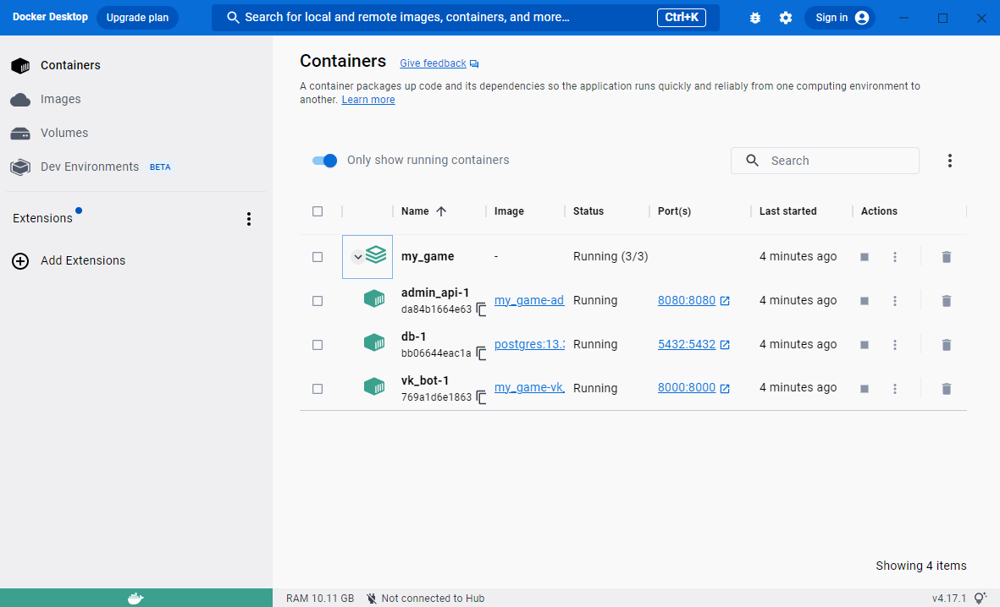 Docker Desktop Upgrade plan Search for local and remote images, containers, and more... Ctrl+K Sign in
Containers
Images
Volumes
Dev Environments BETA
Extensions
Add Extensions
Containers Give feedback
A container packages up code and its dependencies so the application runs quickly and reliably from one computing environment to
another. Learn more
Only show running containers Search
Name Image Status Port(s) Last started Actions
my_game - Running (3/3) 4 minutes ago
admin_api-1
da84b1664e63 my_game-ad Running 8080:8080 4 minutes ago
db-1
bb06644eac1a postgres:13. Running 5432:5432 4 minutes ago
vk_bot-1
769a1d6e1863 my_game-vk_ Running 8000:8000 4 minutes ago
Showing 4 items
RAM 10.11 GB Not connected to Hub v4.17.1